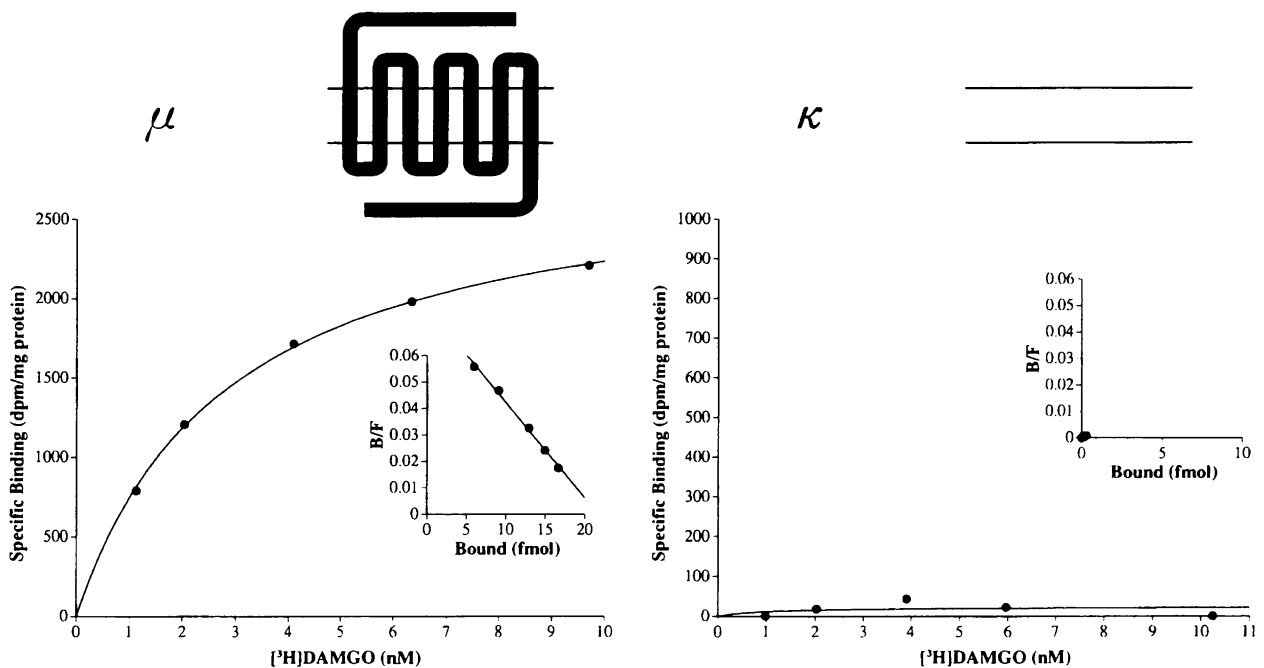 μ
2500
2000
1500
1000
500
0
Specific Binding (dpm/mg protein)
0 1 2 3 4 5 6 7 8 9 10
[³H]DAMGO (nM)
0.06
0.05
0.04
0.03
0.02
0.01
0
B/F
0 5 10 15 20
Bound (fmol)
κ
1000
900
800
700
600
500
400
300
200
100
0
Specific Binding (dpm/mg protein)
0 1 2 3 4 5 6 7 8 9 10 11
[³H]DAMGO (nM)
0.06
0.05
0.04
0.03
0.02
0.01
0
B/F
0 5 10
Bound (fmol)